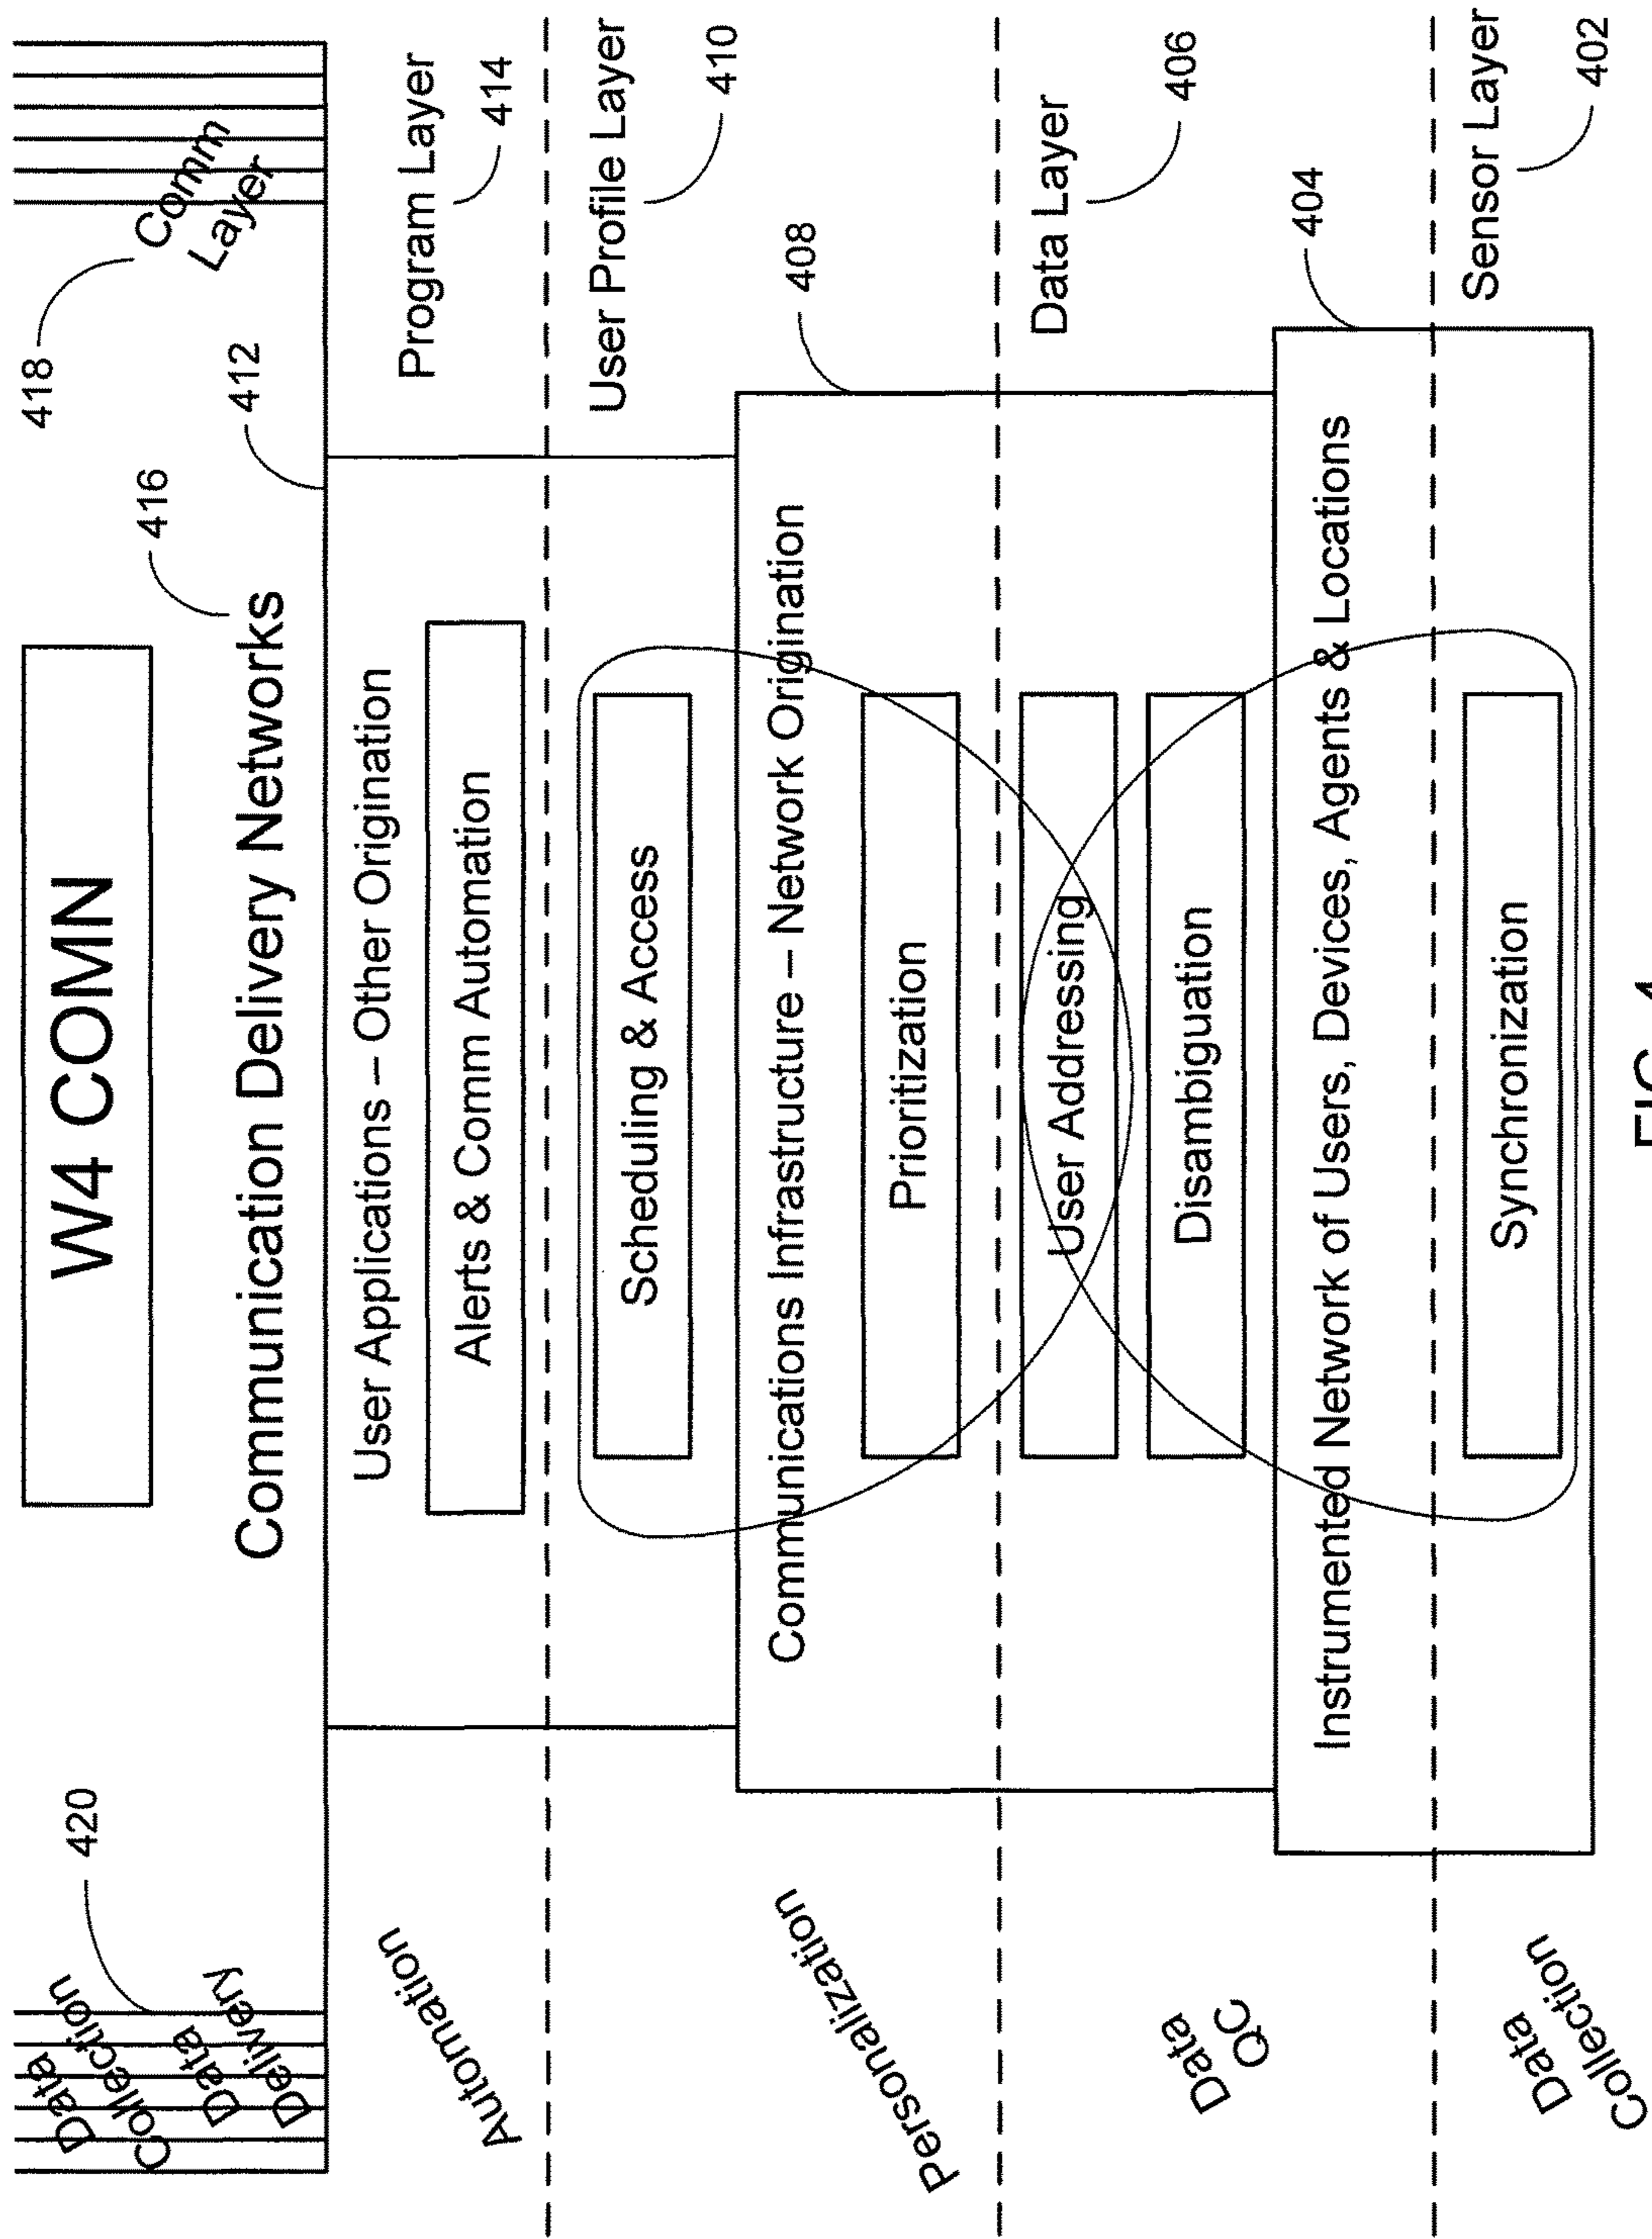 W4 COMN
Communication Delivery Networks
416
418
Comm
Layer
420
Data
Collection
Data
Delivery
412
User Applications – Other Origination
Alerts & Comm Automation
Automation
Program Layer
414
Scheduling & Access
User Profile Layer
410
Communications Infrastructure – Network Origination
408
Prioritization
Personalization
User Addressing
Disambiguation
Data
QC
Data Layer
406
Instrumented Network of Users, Devices, Agents & Locations
404
Synchronization
Data
Collection
Sensor Layer
402
FIG. 4